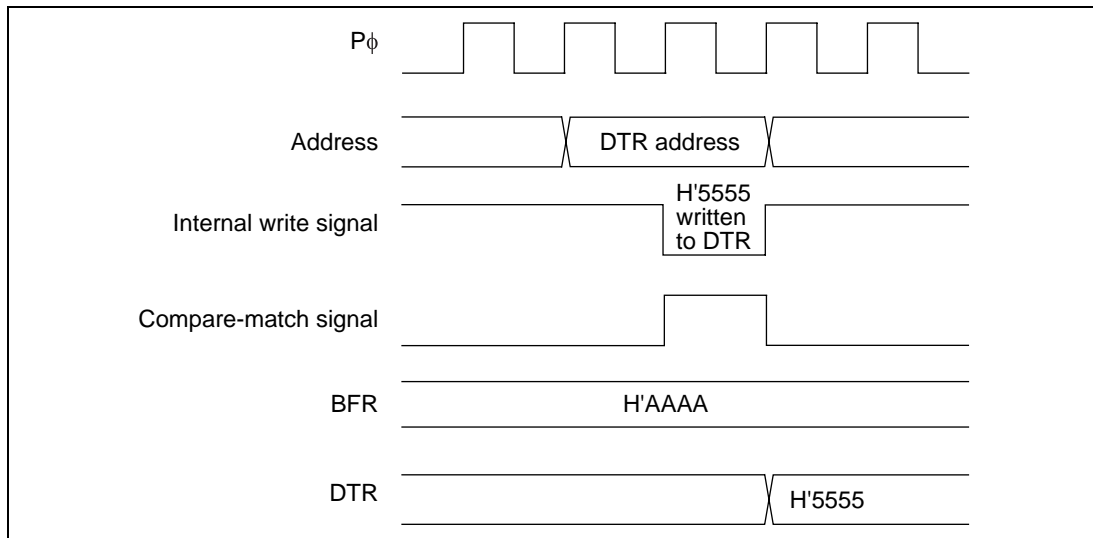 Pϕ
Address
DTR address
Internal write signal
H'5555
written
to DTR
Compare-match signal
BFR
H'AAAA
DTR
H'5555